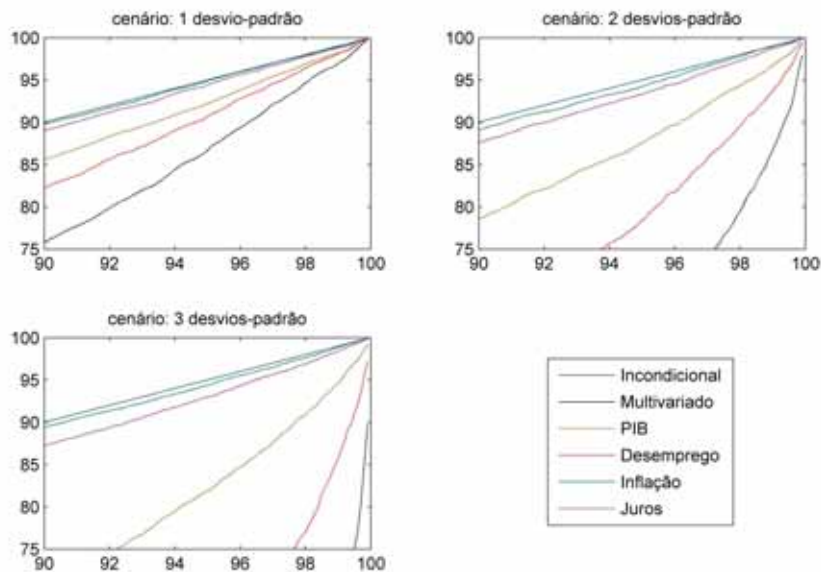 cenário: 1 desvio-padrão
100
95
90
85
80
75
90 92 94 96 98 100
cenário: 2 desvios-padrão
100
95
90
85
80
75
90 92 94 96 98 100
cenário: 3 desvios-padrão
100
95
90
85
80
75
90 92 94 96 98 100
Incondicional
Multivariado
PIB
Desemprego
Inflação
Juros